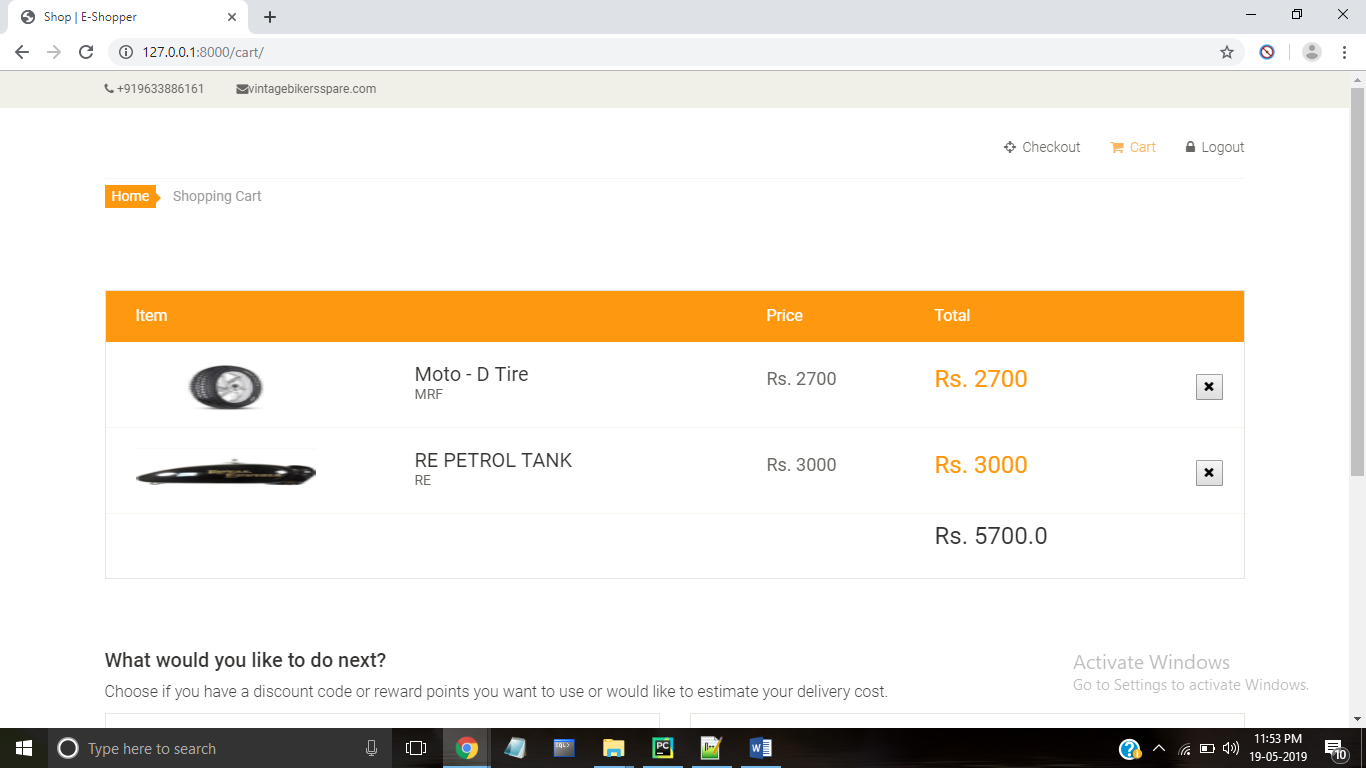 Shop | E-Shopper
127.0.0.1:8000/cart/
+919633886161 vintagebikersspare.com
Checkout Cart Logout
Home Shopping Cart
Item Price Total
Moto - D Tire Rs. 2700 Rs. 2700
MRF
RE PETROL TANK Rs. 3000 Rs. 3000
RE
Rs. 5700.0
What would you like to do next?
Choose if you have a discount code or reward points you want to use or would like to estimate your delivery cost.
Activate Windows
Go to Settings to activate Windows.
Type here to search
11:53 PM
19-05-2019
10